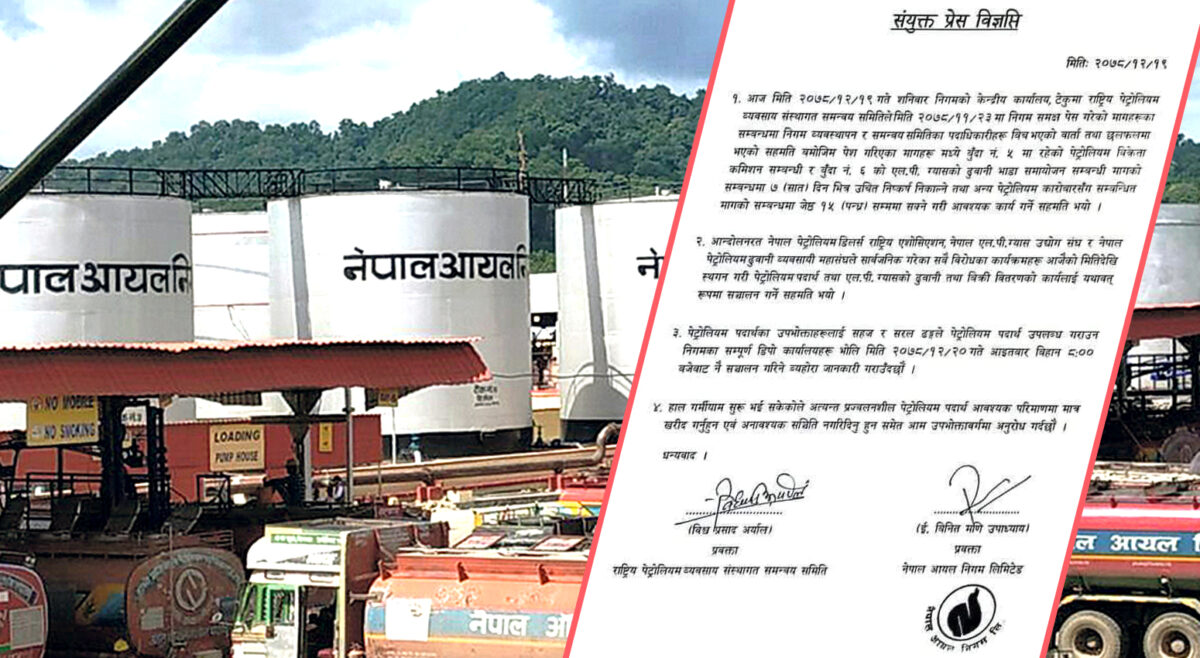 संयुक्त प्रेस विज्ञप्ति
मितिः २०७८/१२/१९
१. आज मिति २०७८/१२/१९ गते शनिवार निगमको केन्द्रीय कार्यालय, टेकुमा राष्ट्रिय पेट्रोलियम
व्यवसाय संस्थागत समन्वय समितिले मिति २०७८/११/२३ मा निगम समक्ष पेस गरेको मागहरूका
सम्बन्धमा निगम व्यवस्थापन र समन्वय समितिका पदाधिकारीहरू विच भएको वार्ता तथा छलफलमा
भएको सहमति बमोजिम पेश गरिएका मागहरू मध्ये बुँदा नं. ५ मा रहेको पेट्रोलियम विक्रेता
कमिशन सम्बन्धी र बुँदा नं. ६ को एल.पी. ग्यासको ढुवानी भाडा समायोजन सम्बन्धी मागको
सम्बन्धमा ७ (सात) दिन भित्र उचित निष्कर्ष निकाल्ने तथा अन्य पेट्रोलियम कारोवारसँग सम्बन्धित
मागको सम्बन्धमा जेष्ठ १५ (पन्ध्र) सम्ममा सक्ने गरी आवश्यक कार्य गर्ने सहमति भयो ।
२. आन्दोलनरत नेपाल पेट्रोलियम डिलर्स राष्ट्रिय एशोसिएशन, नेपाल एल.पी.ग्यास उद्योग संघ र नेपाल
पेट्रोलियम ढुवानी व्यवसायी महासंघले सार्वजनिक गरेका सवै विरोधका कार्यक्रमहरू आजैको मितिदेखि
स्थगन गरी पेट्रोलियम पदार्थ तथा एल.पी.ग्यासको ढुवानी तथा विक्री वितरणको कार्यलाई यथावत्
रूपमा सञ्चालन गर्ने सहमति भयो ।
३. पेट्रोलियम पदार्थका उपभोक्ताहरूलाई सहज र सरल ढङ्गले पेट्रोलियम पदार्थ उपलब्ध गराउन
निगमका सम्पूर्ण डिपो कार्यालयहरू भोलि मिति २०७८/१२/२० गते आइतबार विहान ८:००
वजेवाट नै सञ्चालन गरिने व्यहोरा जानकारी गराउँदछौं ।
४. हाल गर्मीयाम सुरू भई सकेकोले अत्यन्त प्रज्वलनशील पेट्रोलियम पदार्थ आवश्यक परिमाणमा मात्र
खरीद गर्नुहुन एवं अनावश्यक सञ्चिति नगरिदिनु हुन समेत आम उपभोक्तावर्गमा अनुरोध गर्दछौं ।
धन्यवाद ।
(विश्व प्रसाद अर्याल)
प्रवक्ता
राष्ट्रिय पेट्रोलियम व्यवसाय संस्थागत समन्वय समिति
(ई. विनित मणि उपाध्याय)
प्रवक्ता
नेपाल आयल निगम लिमिटेड
नेपाल आयल निगम लि.
पाल आयल नि
नेपाल आयल निग
ने
NO MOBILE
NO SMOKING
LOADING
PUMP HOUSE
नेपाल आ
ल आयल नि